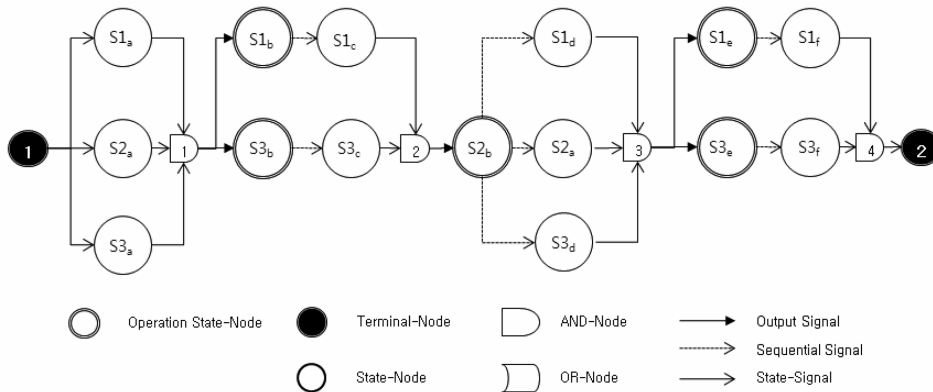 S1a
S1b
S1c
S1d
S1e
S1f
1
S2a
1
S3b
S3c
2
S2b
S2a
3
S3e
S3f
4
2
S3a
S3d
Operation State-Node
Terminal-Node
AND-Node
Output Signal
Sequential Signal
State-Node
OR-Node
State-Signal